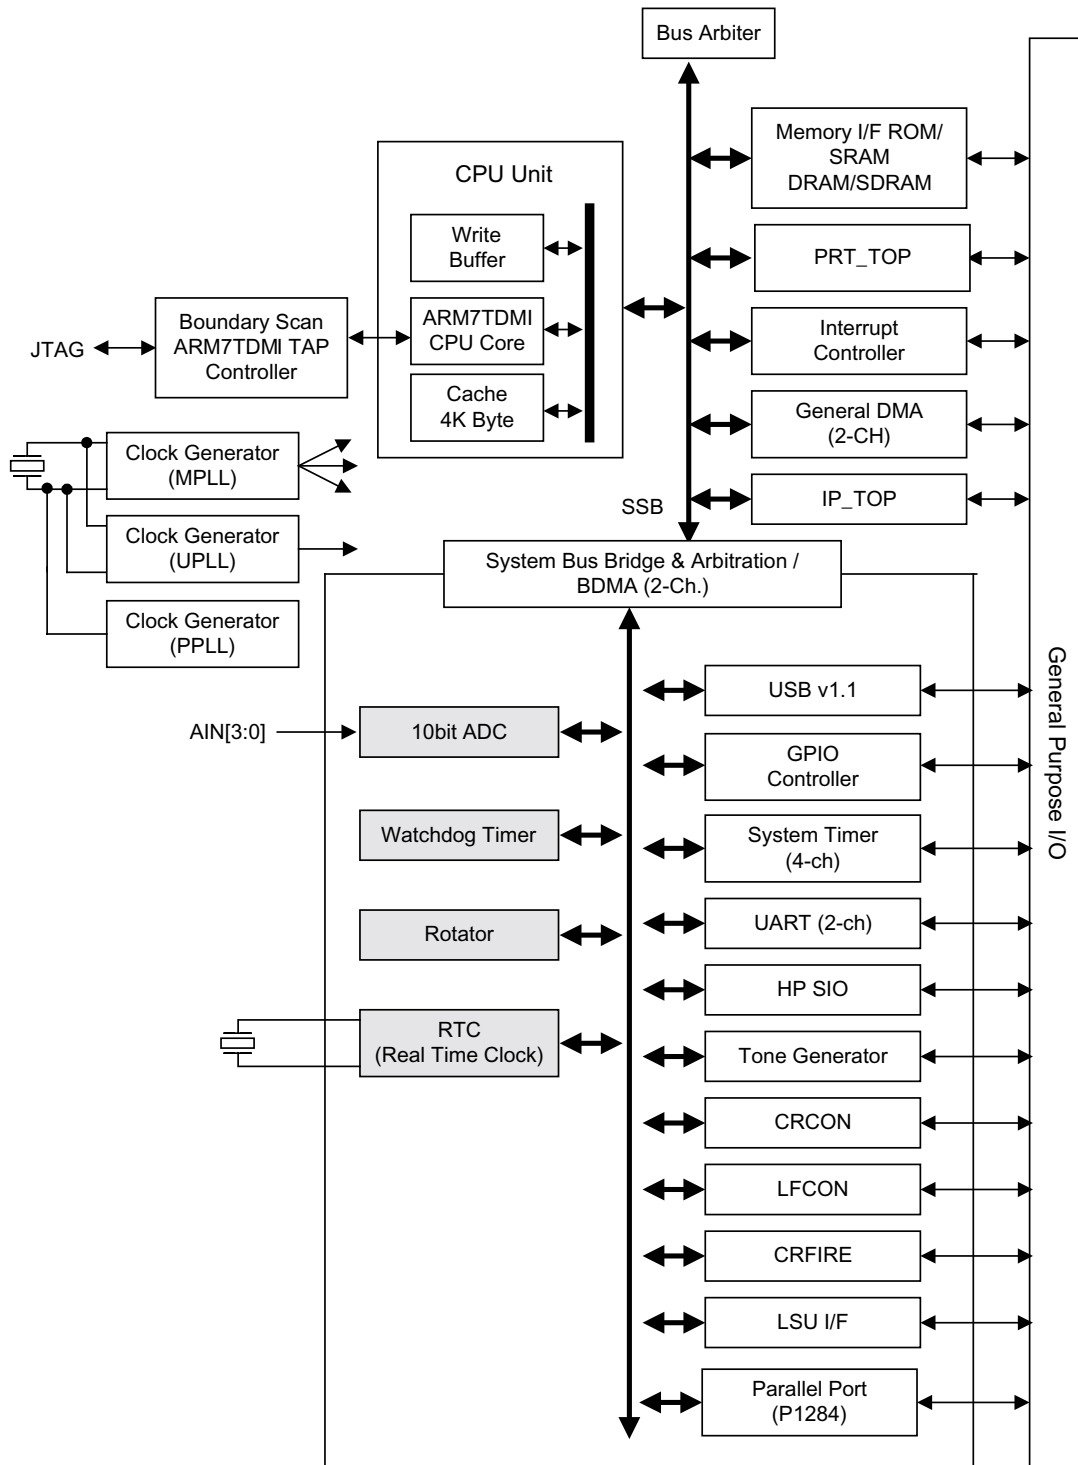 Bus Arbiter
Memory I/F ROM/
SRAM
DRAM/SDRAM
CPU Unit
Write
Buffer
PRT_TOP
Boundary Scan
ARM7TDMI TAP
Controller
JTAG
ARM7TDMI
CPU Core
Interrupt
Controller
Cache
4K Byte
General DMA
(2-CH)
Clock Generator
(MPLL)
SSB
IP_TOP
Clock Generator
(UPLL)
System Bus Bridge & Arbitration /
BDMA (2-Ch.)
Clock Generator
(PPLL)
General Purpose I/O
USB v1.1
AIN[3:0]
10bit ADC
GPIO
Controller
Watchdog Timer
System Timer
(4-ch)
Rotator
UART (2-ch)
HP SIO
RTC
(Real Time Clock)
Tone Generator
CRCON
LFCON
CRFIRE
LSU I/F
Parallel Port
(P1284)